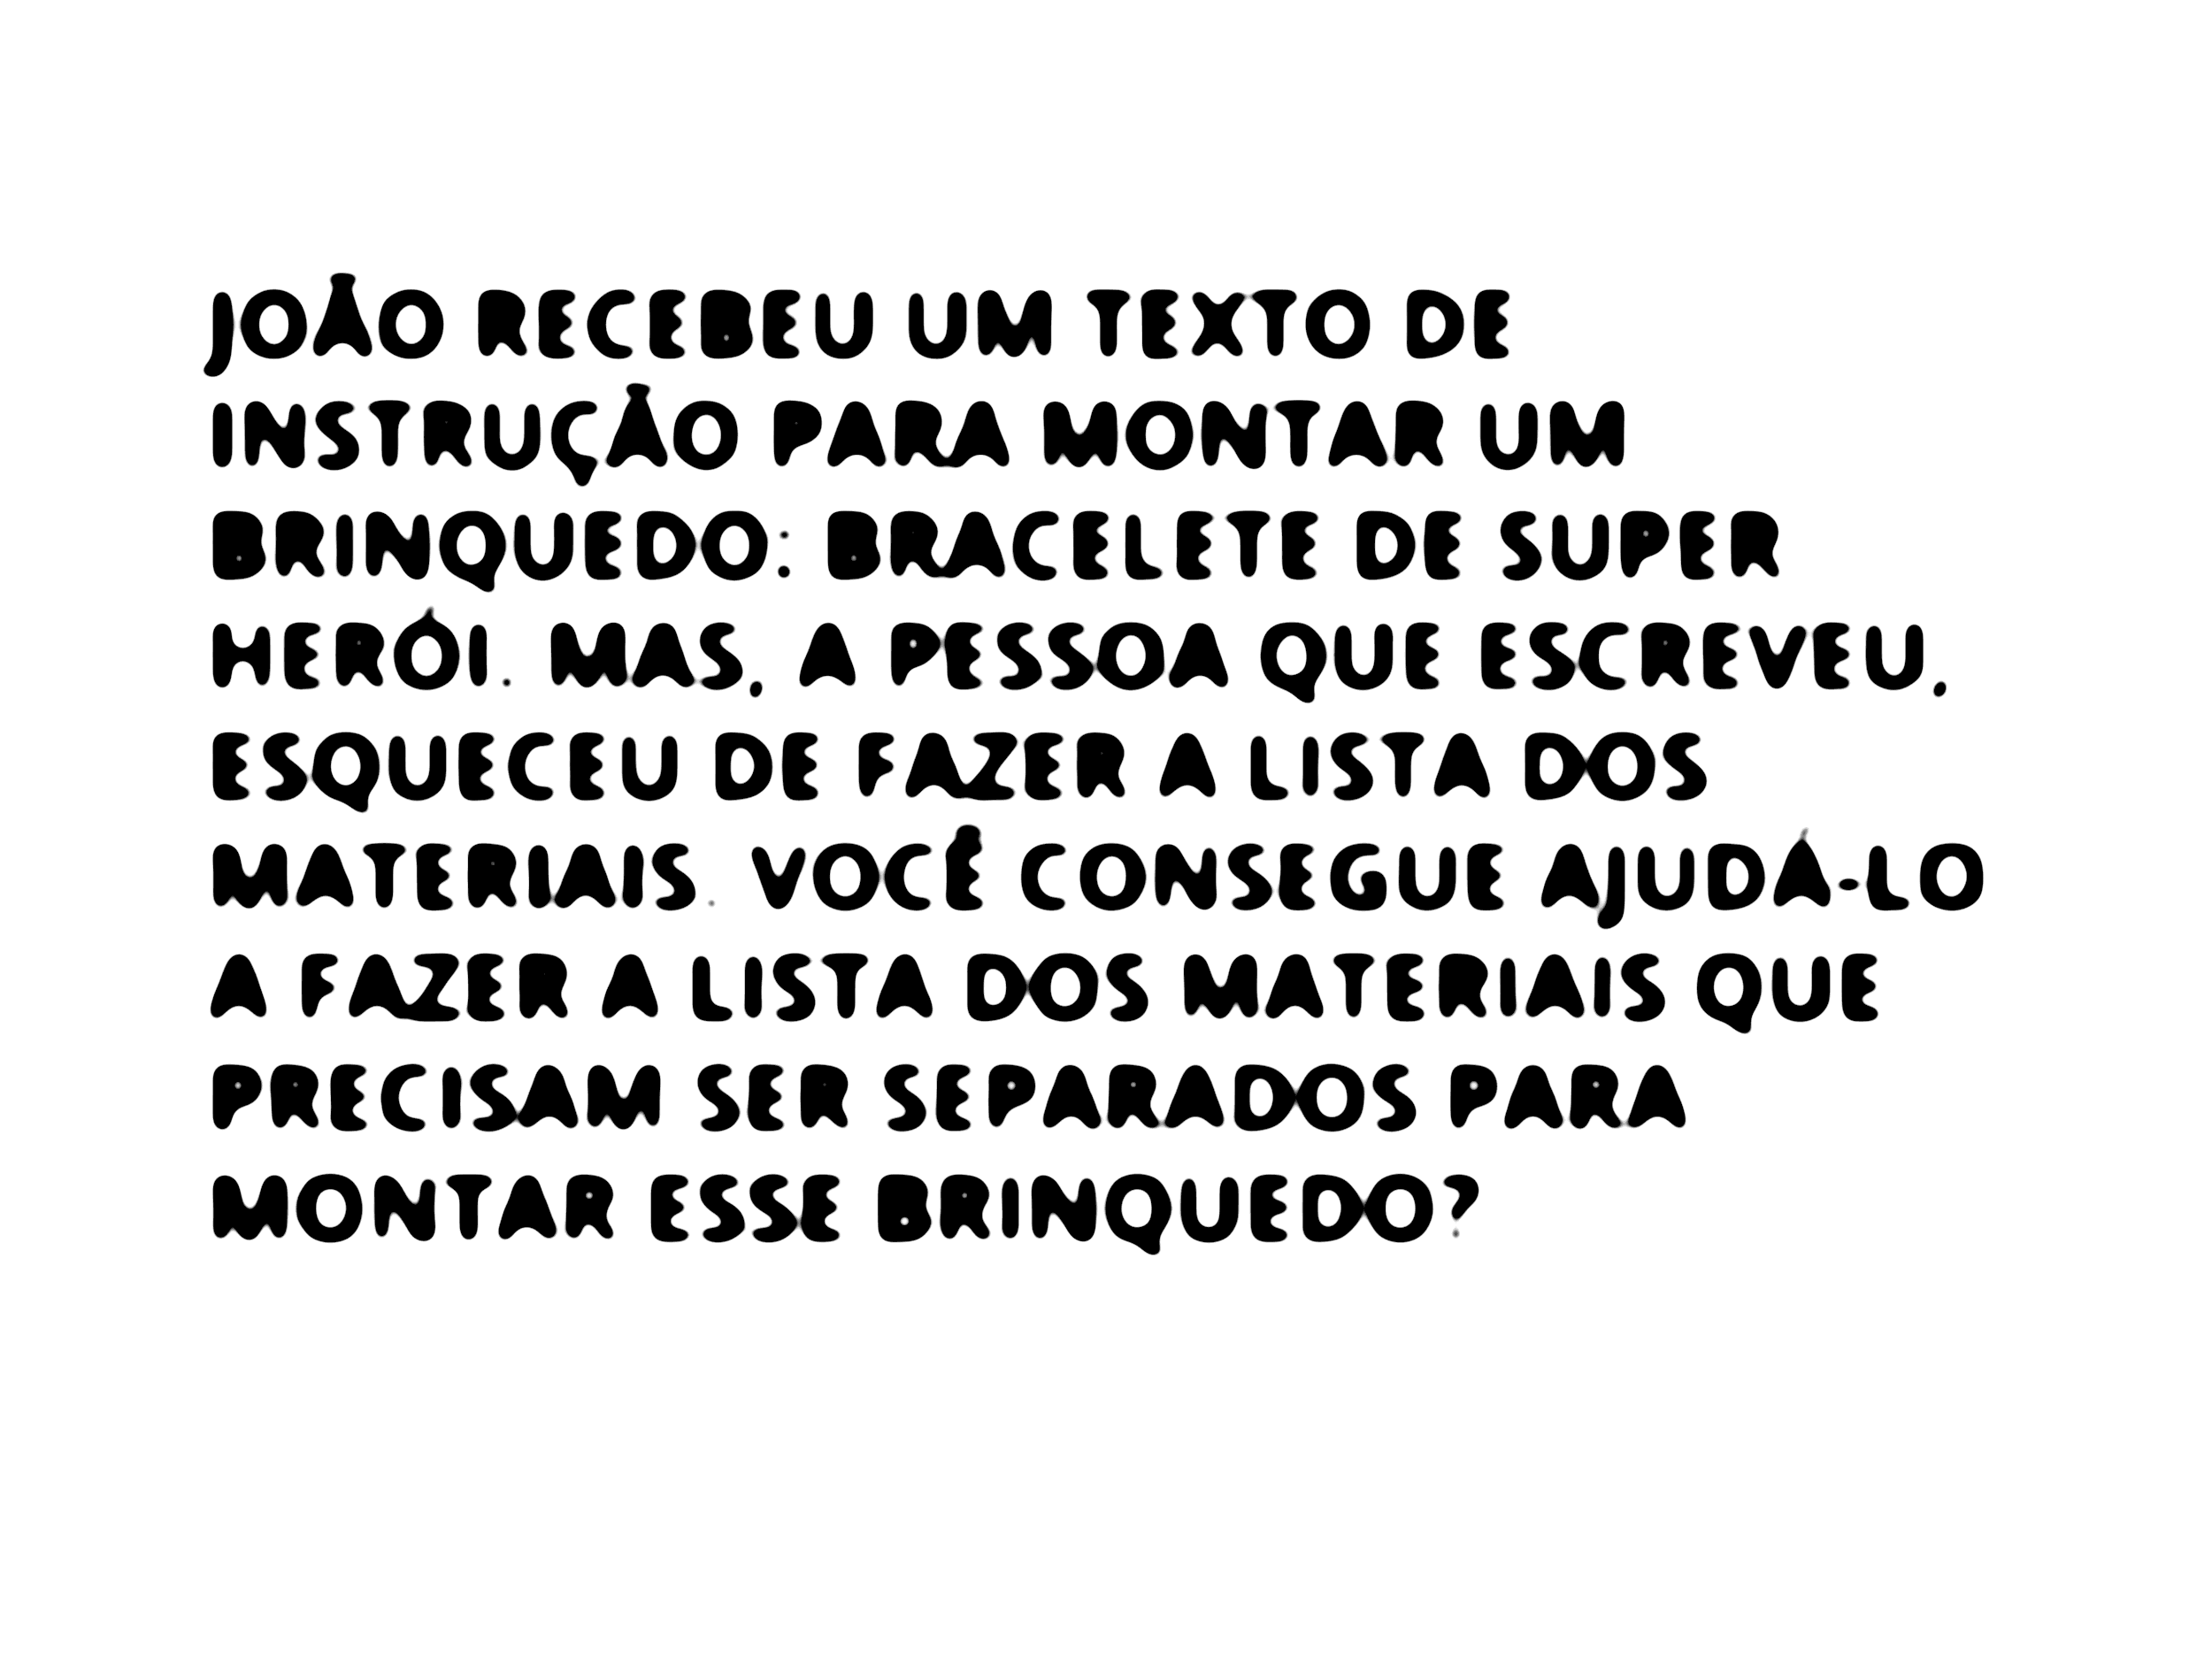 JOÃO RECEBEU UM TEXTO DE
INSTRUÇÃO PARA MONTAR UM
BRINQUEDO: BRACELETE DE SUPER
HERÓI. MAS, A PESSOA QUE ESCREVEU,
ESQUECEU DE FAZER A LISTA DOS
MATERIAIS. VOCÊ CONSEGUE AJUDÁ-LO
A FAZER A LISTA DOS MATERIAIS QUE
PRECISAM SER SEPARADOS PARA
MONTAR ESSE BRINQUEDO?